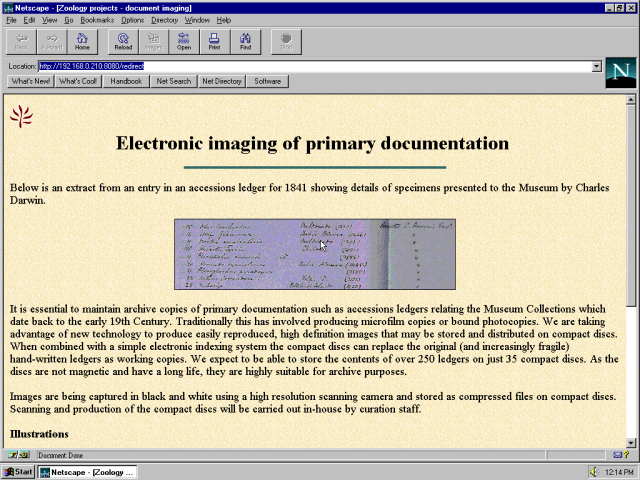 Netscape - [Zoology projects - document imaging]
File Edit View Go Bookmarks Options Directory Window Help
Back Forward Home Reload Images Open Print Find Stop
Location: http://192.168.0.210:8080/redirect
N
What's New! What's Cool! Handbook Net Search Net Directory Software
Electronic imaging of primary documentation
Below is an extract from an entry in an accessions ledger for 1841 showing details of specimens presented to the Museum by Charles
Darwin.
It is essential to maintain archive copies of primary documentation such as accessions ledgers relating the Museum Collections which
date back to the early 19th Century. Traditionally this has involved producing microfilm copies or bound photocopies. We are taking
advantage of new technology to produce easily reproduced, high definition images that may be stored and distributed on compact discs.
When combined with a simple electronic indexing system the compact discs can replace the original (and increasingly fragile)
hand-written ledgers as working copies. We expect to be able to store the contents of over 250 ledgers on just 35 compact discs. As the
discs are not magnetic and have a long life, they are highly suitable for archive purposes.
Images are being captured in black and white using a high resolution scanning camera and stored as compressed files on compact discs.
Scanning and production of the compact discs will be carried out in-house by curation staff.
Illustrations
Document: Done
Start Netscape - [Zoology ... 12:14 PM